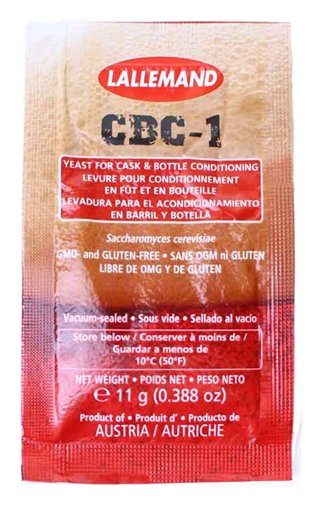 LALLEMAND
CBC-1
YEAST FOR CASK & BOTTLE CONDITIONING
LEVURE POUR CONDITIONNEMENT
EN FÛT ET EN BOUTEILLE
LEVADURA PARA EL ACONDICIONAMIENTO
EN BARRIL Y BOTELLA
Saccharomyces cerevisiae
GMO- and GLUTEN-FREE • SANS OGM ni GLUTEN
LIBRE DE OMG Y DE GLUTEN
Vacuum-sealed • Sous vide • Sellado al vacío
Store below / Conserver à moins de /
Guardar a menos de
10°C (50°F)
NET WEIGHT • POIDS NET • PESO NETO
e 11 g (0.388 oz)
Product of • Produit d' • Producto de
AUSTRIA / AUTRICHE